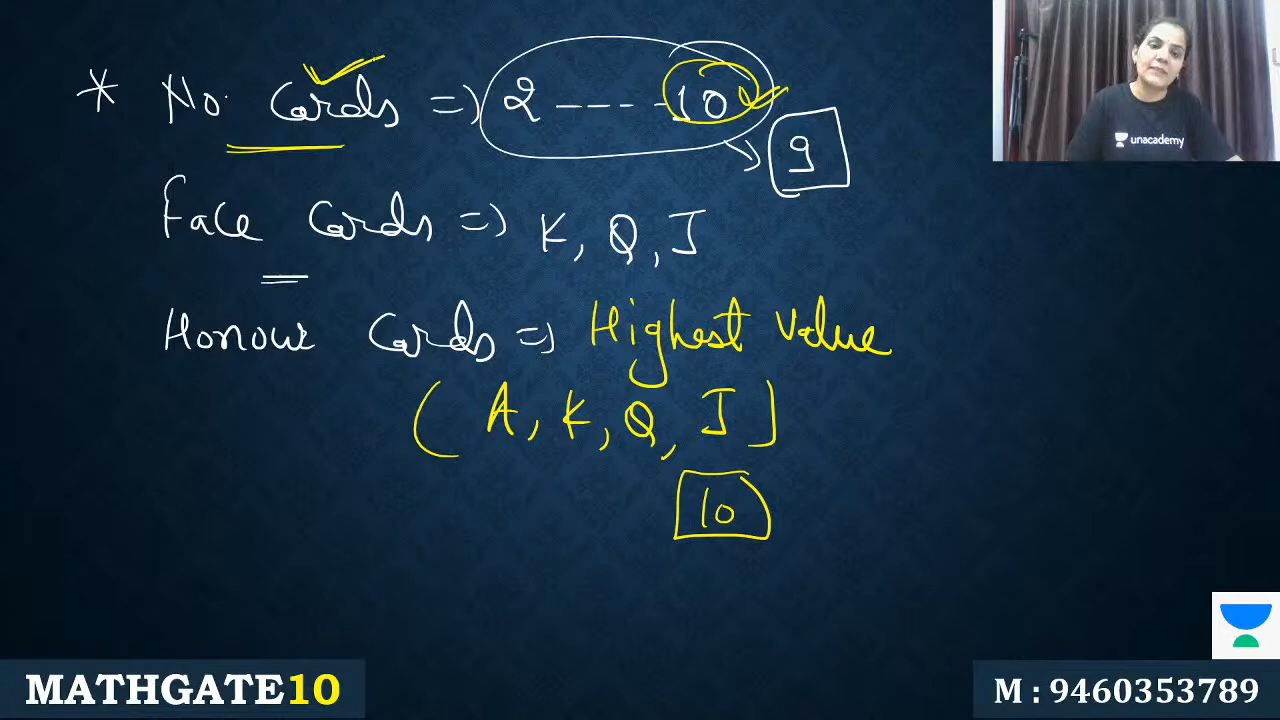 * No. Cards => 2 ---- 10
9
Face Cards => K, Q, J
Honour Cards => Highest Value
( A, K, Q, J ]
10
unacademy
MATHGATE10
M : 9460353789